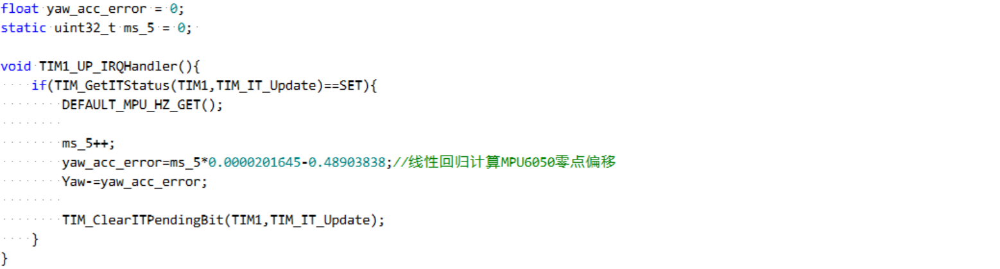 float yaw_acc_error = 0;
static uint32_t ms_5 = 0;
void TIM1_UP_IRQHandler(){
if(TIM_GetITStatus(TIM1,TIM_IT_Update)==SET){
DEFAULT_MPU_HZ_GET();
ms_5++;
yaw_acc_error=ms_5*0.0000201645-0.48903838;//线性回归计算MPU6050零点偏移
Yaw-=yaw_acc_error;
TIM_ClearITPendingBit(TIM1,TIM_IT_Update);
}
}